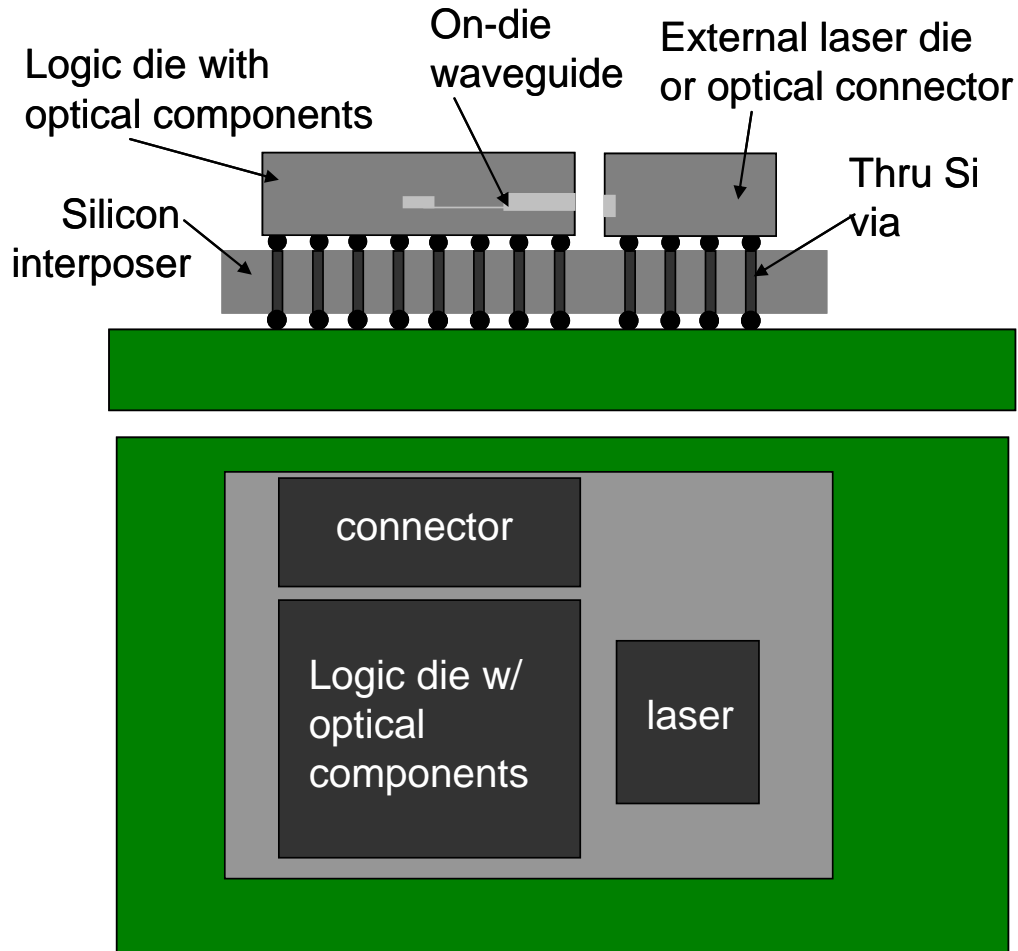 Logic die with
optical components
On-die
waveguide
External laser die
or optical connector
Silicon
interposer
Thru Si
via
connector
Logic die w/
optical
components
laser